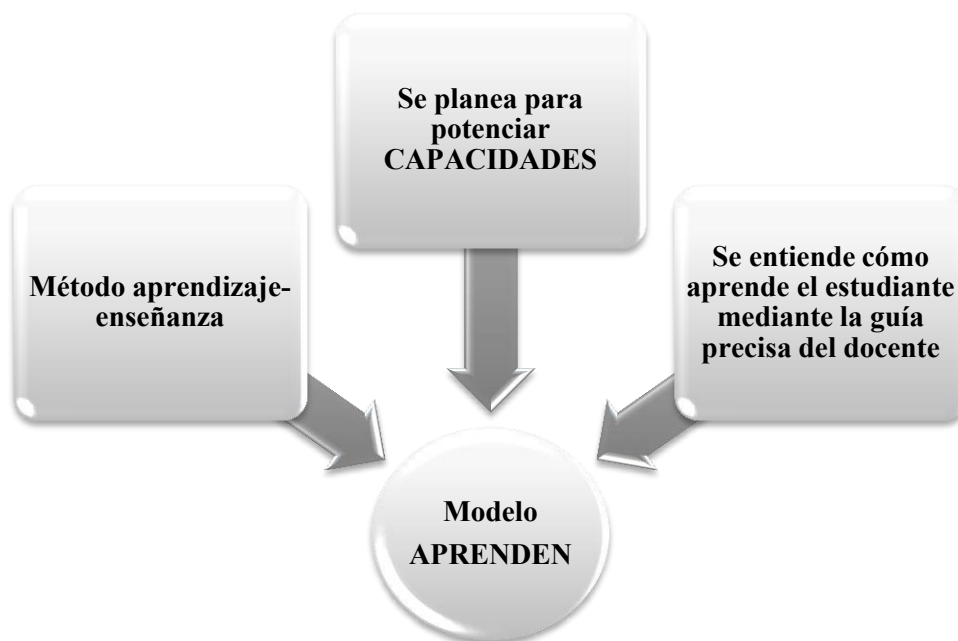 Se planea para
potenciar
CAPACIDADES
Método aprendizaje-
enseñanza
Se entiende cómo
aprende el estudiante
mediante la guía
precisa del docente
Modelo
APRENDEN